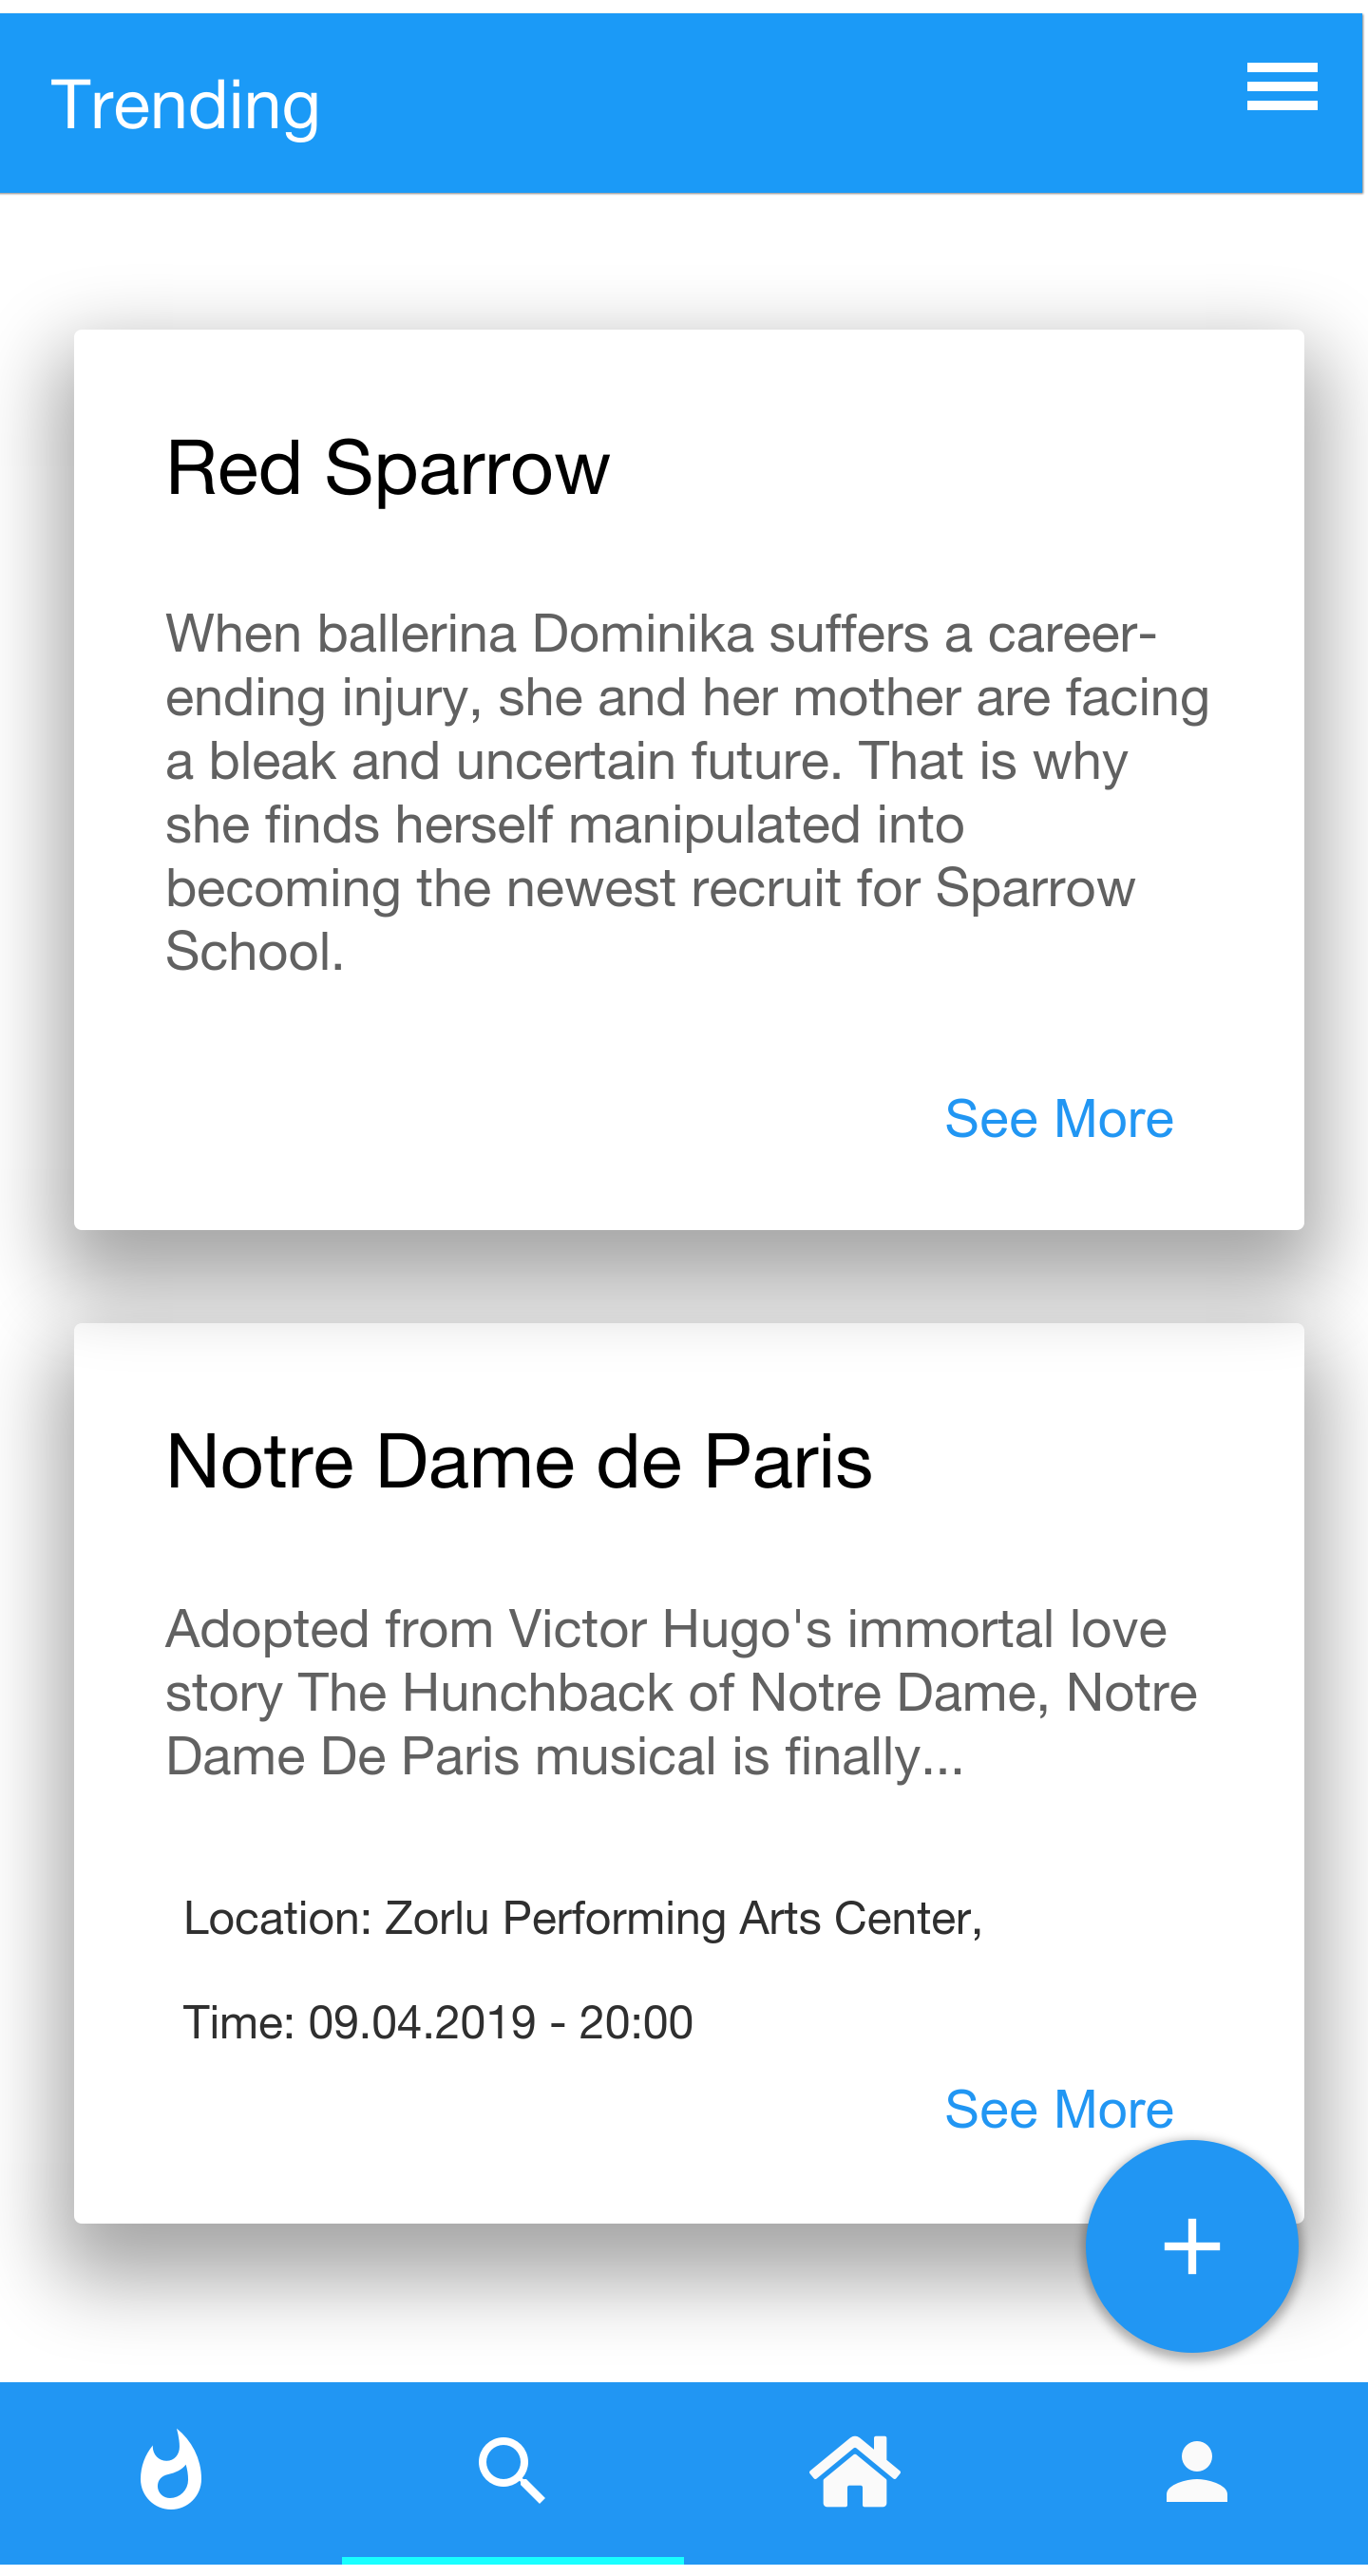 Trending
Red Sparrow
When ballerina Dominika suffers a career-
ending injury, she and her mother are facing
a bleak and uncertain future. That is why
she finds herself manipulated into
becoming the newest recruit for Sparrow
School.
See More
Notre Dame de Paris
Adopted from Victor Hugo's immortal love
story The Hunchback of Notre Dame, Notre
Dame De Paris musical is finally...
Location: Zorlu Performing Arts Center,
Time: 09.04.2019 - 20:00
See More